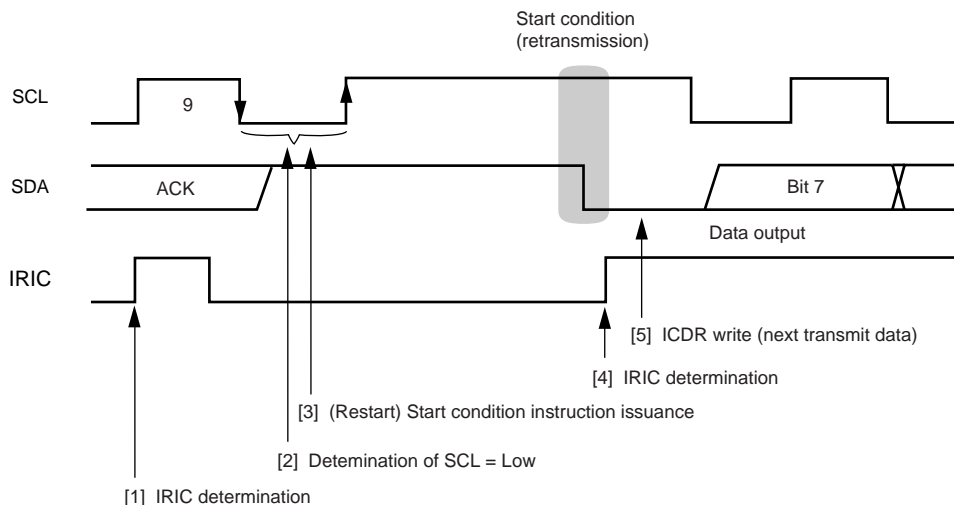 Start condition
(retransmission)
SCL
9
SDA
ACK
Bit 7
Data output
IRIC
[5] ICDR write (next transmit data)
[4] IRIC determination
[3] (Restart) Start condition instruction issuance
[2] Detemination of SCL = Low
[1] IRIC determination